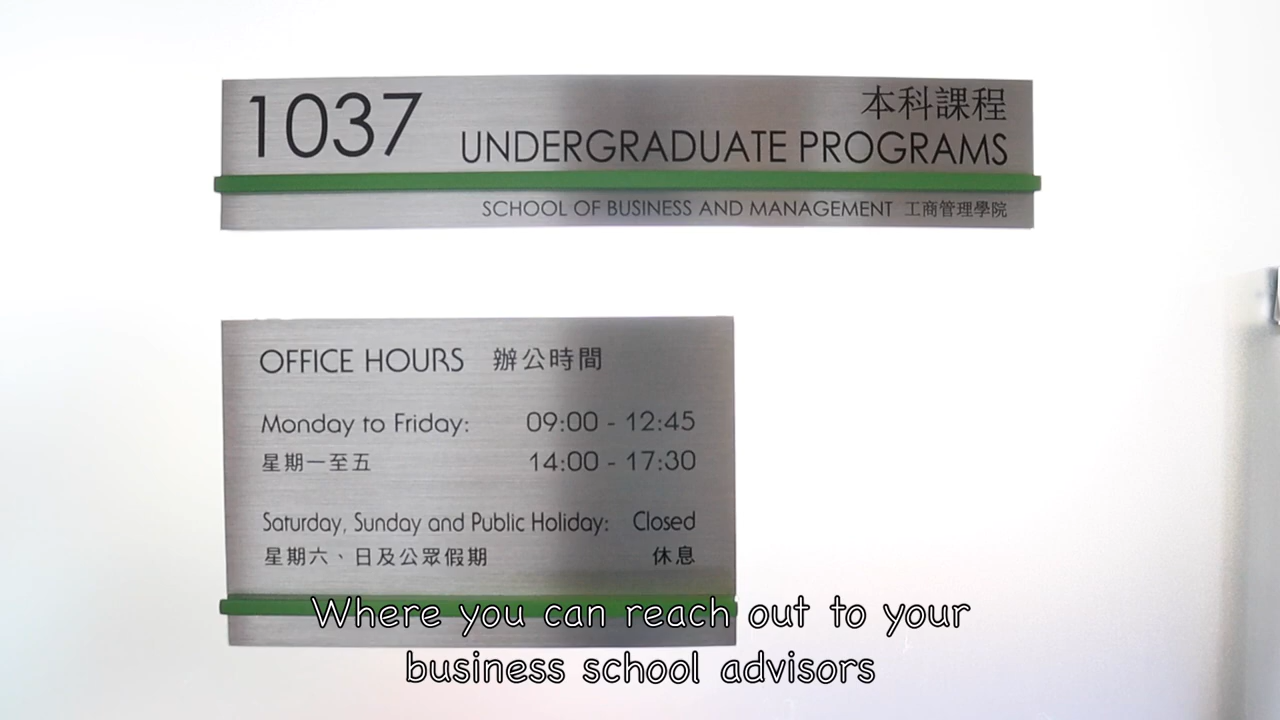 1037
本科課程
UNDERGRADUATE PROGRAMS
SCHOOL OF BUSINESS AND MANAGEMENT 工商管理學院
OFFICE HOURS 辦公時間
Monday to Friday: 09:00 - 12:45
星期一至五 14:00 - 17:30
Saturday, Sunday and Public Holiday: Closed
星期六、日及公眾假期 休息
Where you can reach out to your
business school advisors